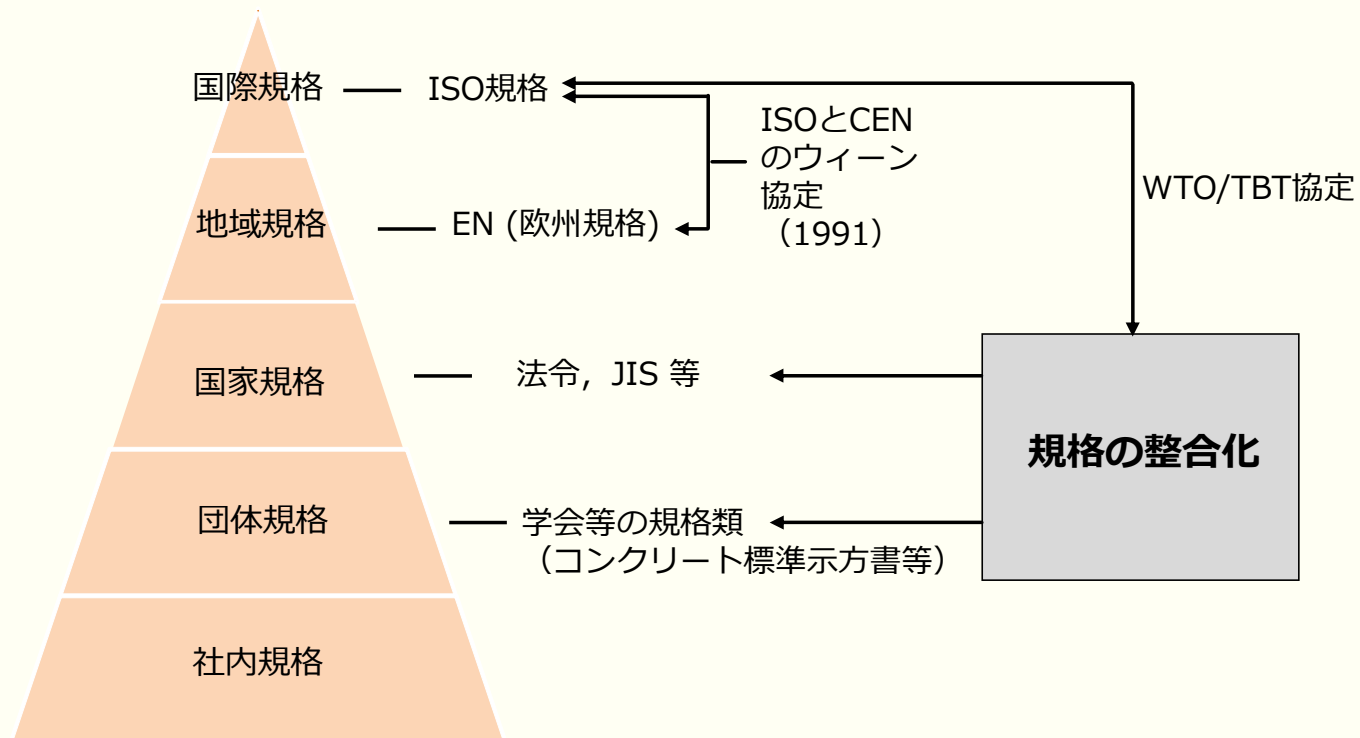 国際規格
ISO規格
ISOとCEN
のウィーン
協定
（1991）
WTO/TBT協定
地域規格
EN (欧州規格)
国家規格
法令，JIS 等
規格の整合化
団体規格
学会等の規格類
（コンクリート標準示方書等）
社内規格